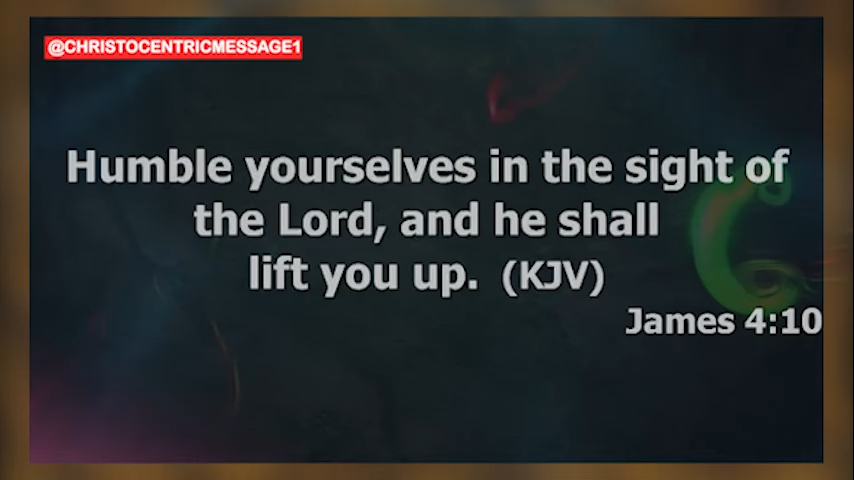 @CHRISTOCENTRICMESSAGE1
Humble yourselves in the sight of
the Lord, and he shall
lift you up. (KJV)
James 4:10